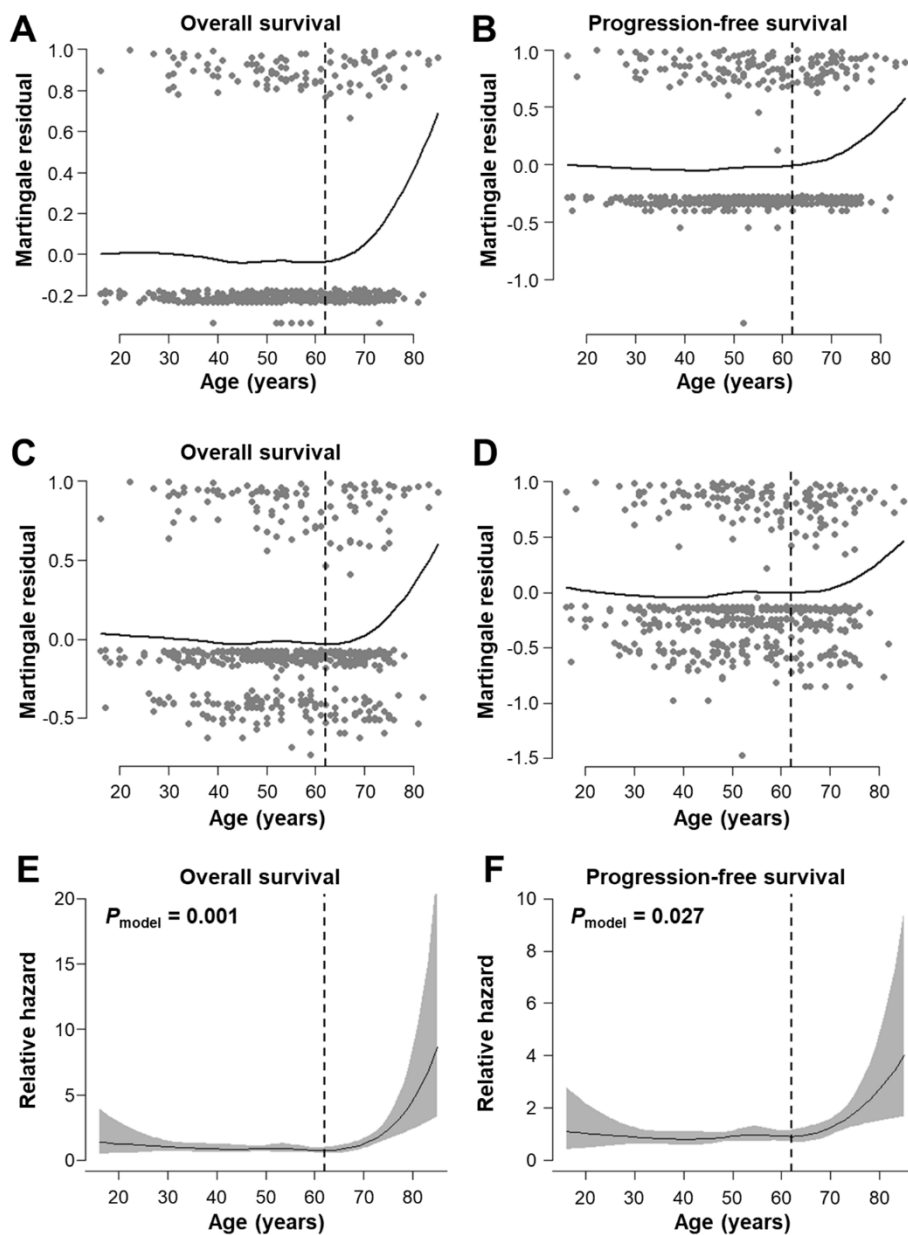 A
Overall survival
Martingale residual
1.0
0.8
0.6
0.4
0.2
0.0
-0.2
20 30 40 50 60 70 80
Age (years)
B
Progression-free survival
Martingale residual
1.0
0.5
0.0
-0.5
-1.0
20 30 40 50 60 70 80
Age (years)
C
Overall survival
Martingale residual
1.0
0.5
0.0
-0.5
20 30 40 50 60 70 80
Age (years)
D
Martingale residual
1.0
0.5
0.0
-0.5
-1.0
-1.5
20 30 40 50 60 70 80
Age (years)
E
Overall survival
Pmodel = 0.001
Relative hazard
20
15
10
5
0
20 30 40 50 60 70 80
Age (years)
F
Progression-free survival
Pmodel = 0.027
Relative hazard
10
8
6
4
2
0
20 30 40 50 60 70 80
Age (years)